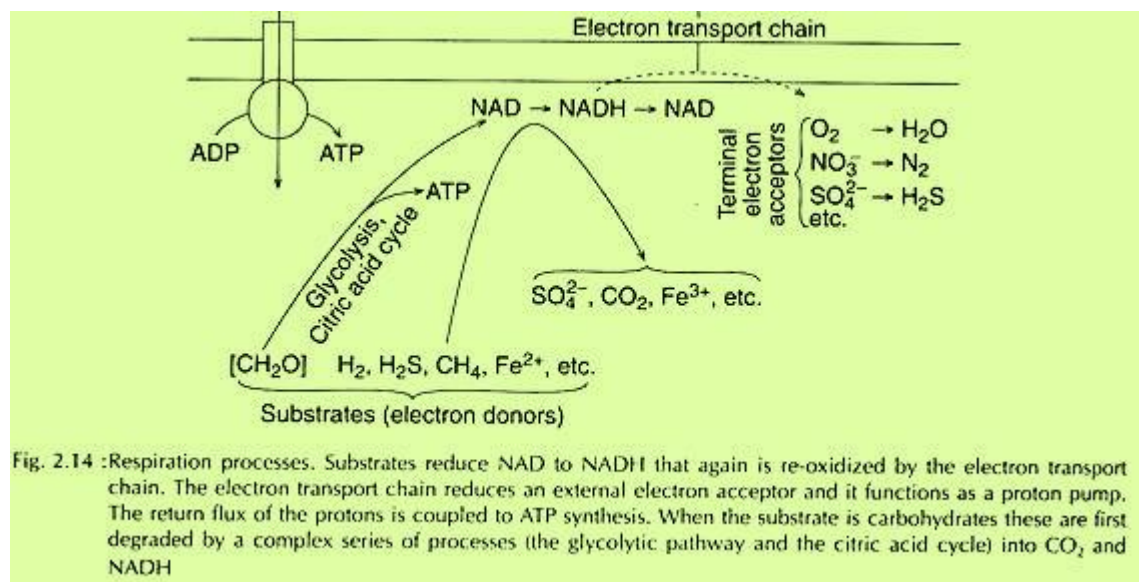 Electron transport chain
NAD → NADH → NAD
ADP
ATP
ATP
Glycolysis,
Citric acid cycle
Terminal
electron
acceptors
O₂ → H₂O
NO₃⁻ → N₂
SO₄²⁻ → H₂S
etc.
SO₄²⁻, CO₂, Fe³⁺, etc.
[CH₂O] H₂, H₂S, CH₄, Fe²⁺, etc.
Substrates (electron donors)
Fig. 2.14 :Respiration processes. Substrates reduce NAD to NADH that again is re-oxidized by the electron transport
chain. The electron transport chain reduces an external electron acceptor and it functions as a proton pump.
The return flux of the protons is coupled to ATP synthesis. When the substrate is carbohydrates these are first
degraded by a complex series of processes (the glycolytic pathway and the citric acid cycle) into CO₂ and
NADH